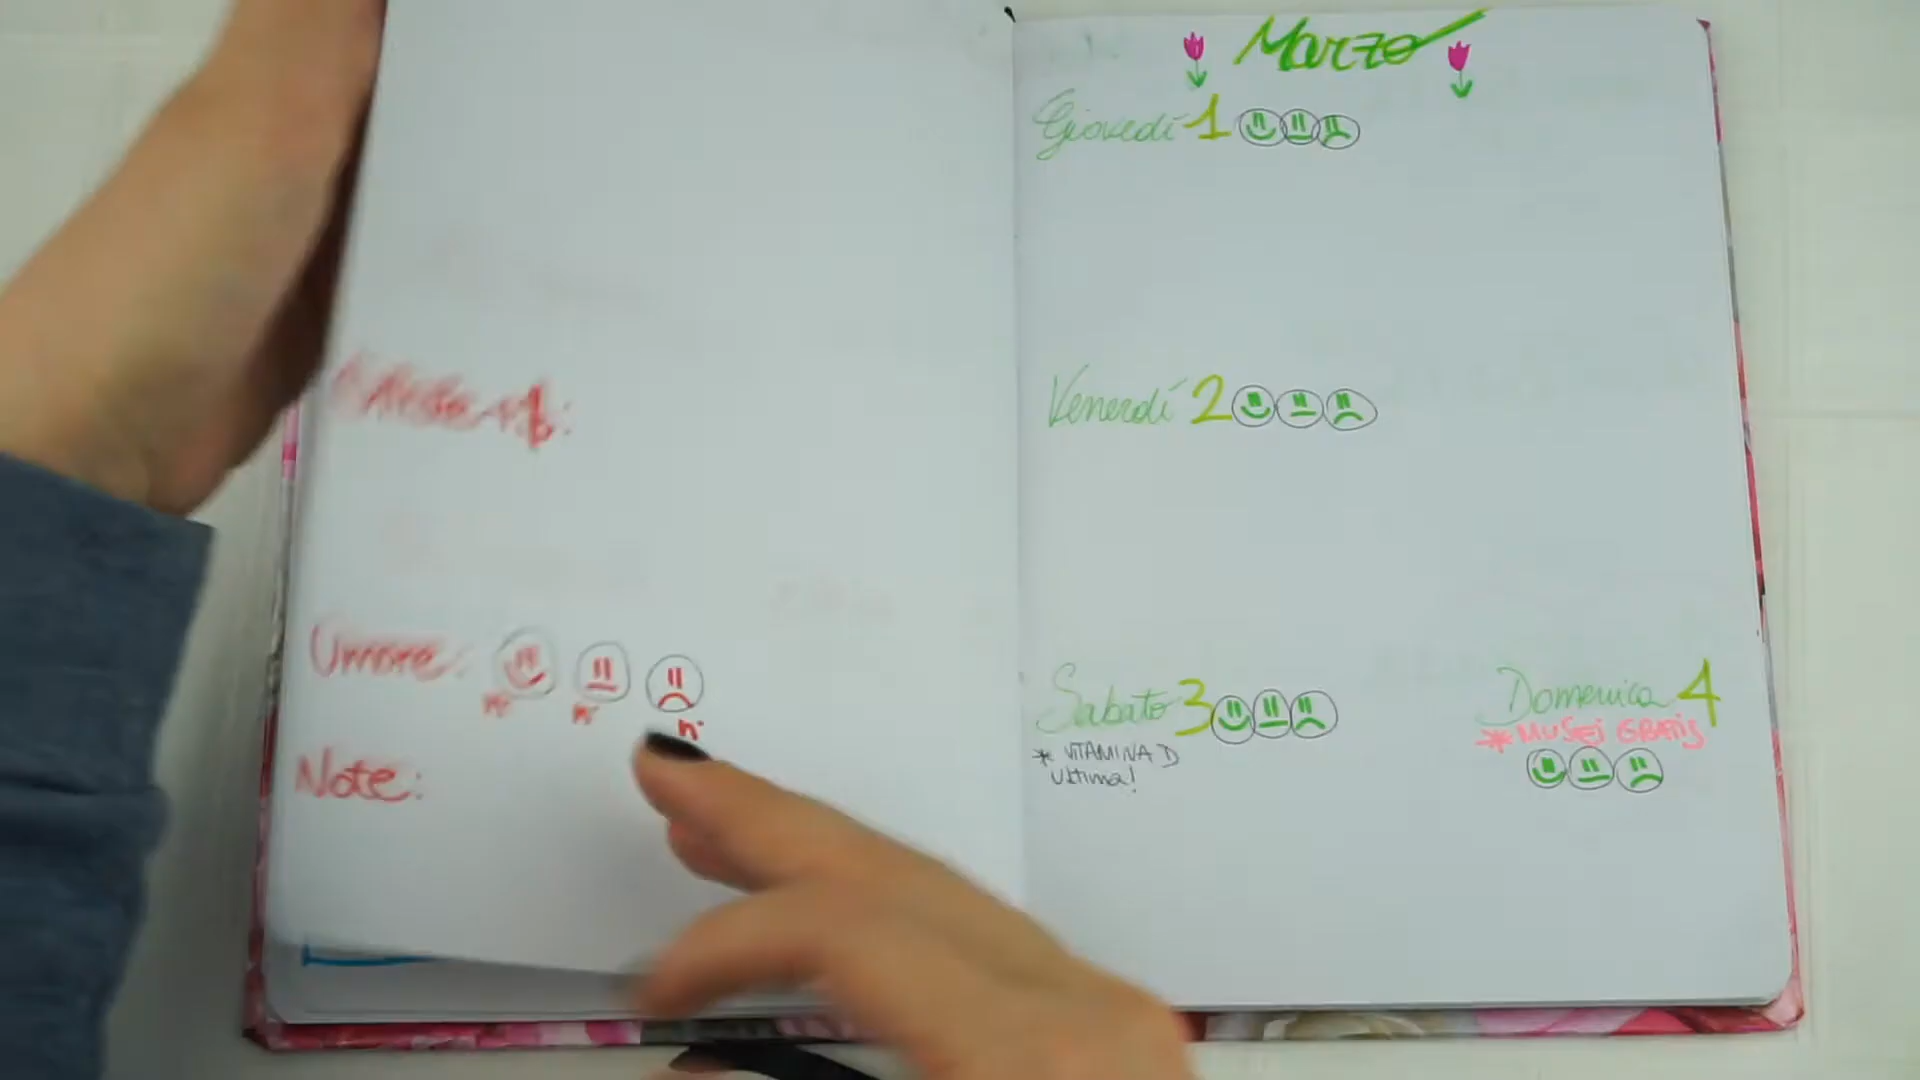 Umore:
n° n° n°
Note:
Marzo
Giovedì 1
Venerdì 2
Sabato 3
* VITAMINA D
Ultima!
Domenica 4
* MUSEI GRATIS